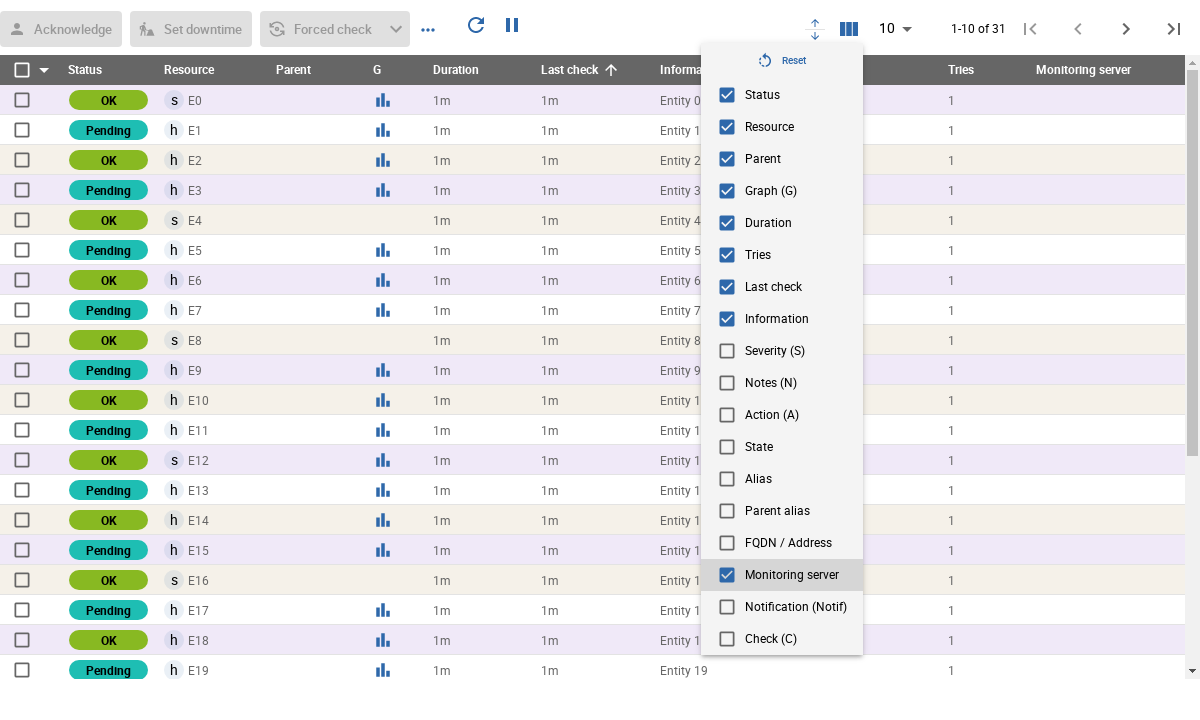 Acknowledge Set downtime Forced check 10 1-10 of 31
Status Resource Parent G Duration Last check Informa Tries Monitoring server
OK s E0 1m 1m Entity 0 1
Pending h E1 1m 1m Entity 1 1
OK h E2 1m 1m Entity 2 1
Pending h E3 1m 1m Entity 3 1
OK s E4 1m 1m Entity 4 1
Pending h E5 1m 1m Entity 5 1
OK h E6 1m 1m Entity 6 1
Pending h E7 1m 1m Entity 7 1
OK s E8 1m 1m Entity 8 1
Pending h E9 1m 1m Entity 9 1
OK h E10 1m 1m Entity 1 1
Pending h E11 1m 1m Entity 1 1
OK s E12 1m 1m Entity 1 1
Pending h E13 1m 1m Entity 1 1
OK h E14 1m 1m Entity 1 1
Pending h E15 1m 1m Entity 1 1
OK s E16 1m 1m Entity 1 1
Pending h E17 1m 1m Entity 1 1
OK h E18 1m 1m Entity 1 1
Pending h E19 1m 1m Entity 19 1
Reset
Status
Resource
Parent
Graph (G)
Duration
Tries
Last check
Information
Severity (S)
Notes (N)
Action (A)
State
Alias
Parent alias
FQDN / Address
Monitoring server
Notification (Notif)
Check (C)